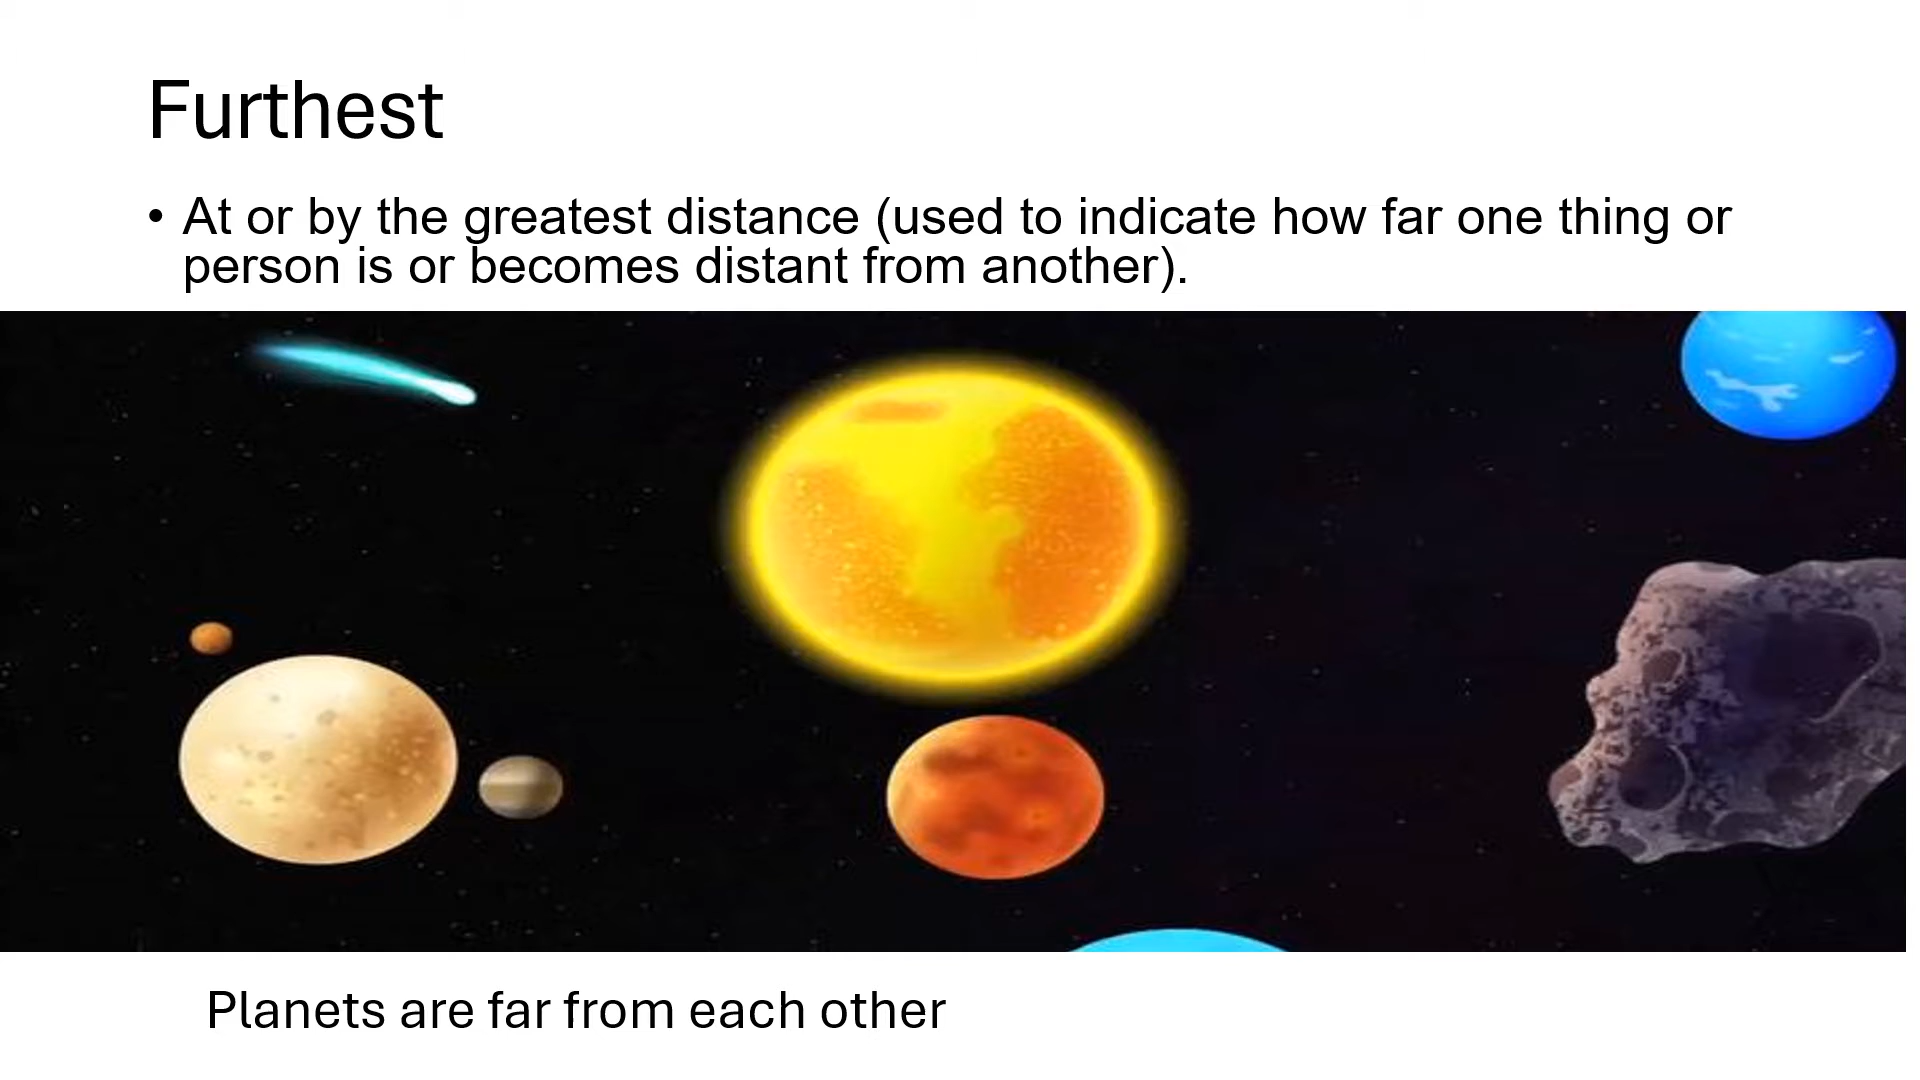 Furthest
• At or by the greatest distance (used to indicate how far one thing or
person is or becomes distant from another).
Planets are far from each other